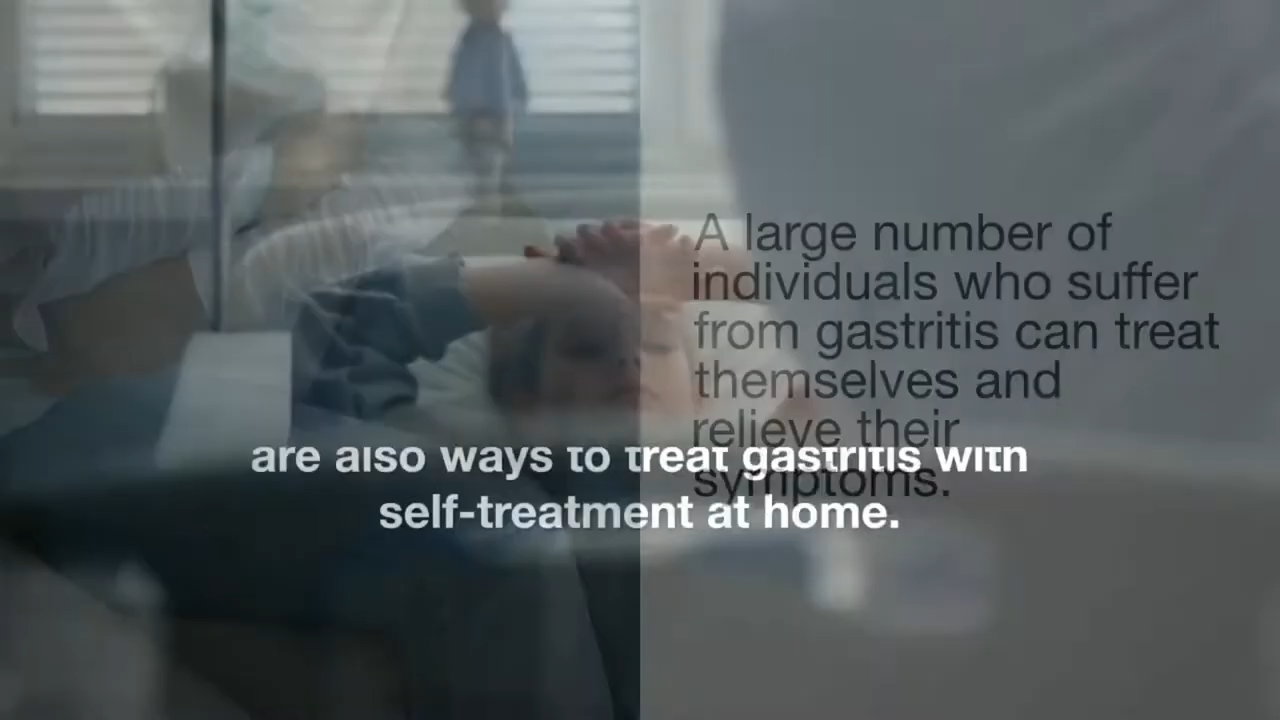 A large number of
individuals who suffer
from gastritis can treat
themselves and
relieve their
symptoms.
are also ways to treat gastritis with
self-treatment at home.